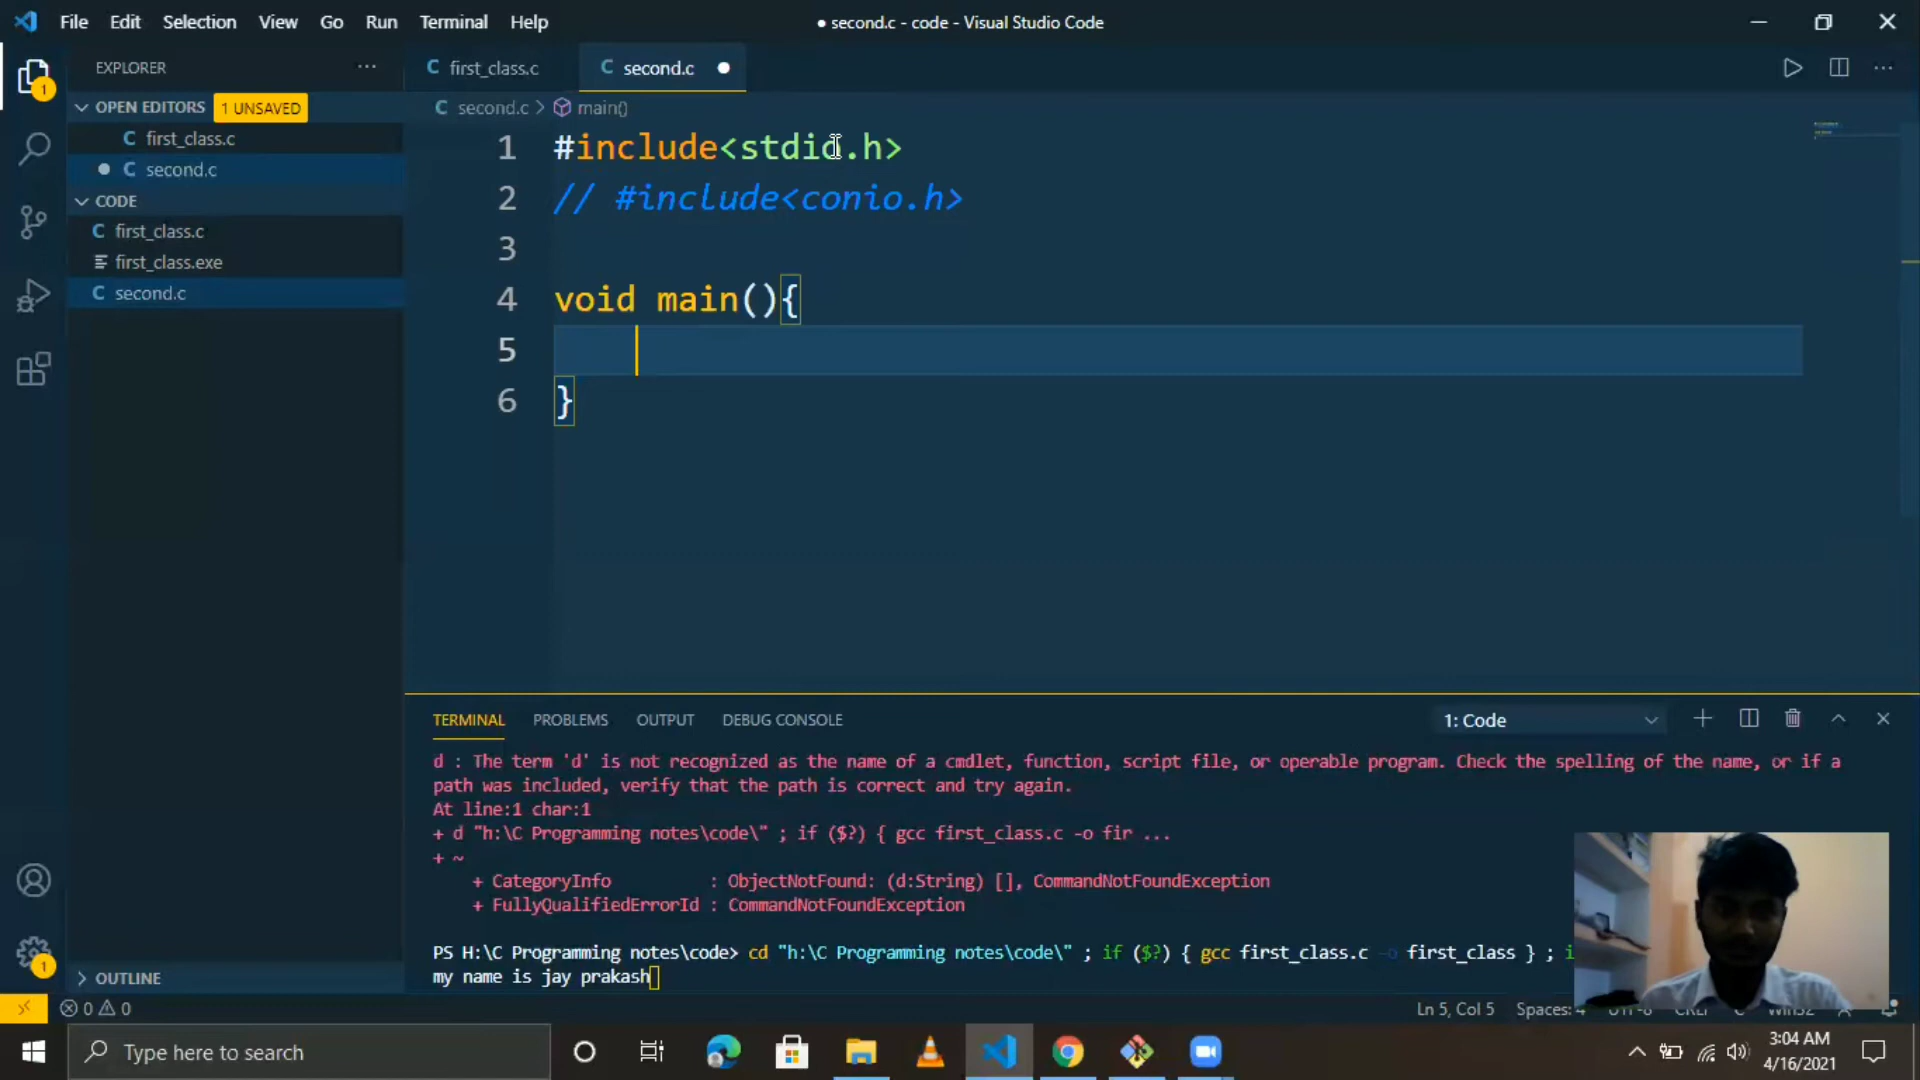 File Edit Selection View Go Run Terminal Help
● second.c - code - Visual Studio Code
EXPLORER ···
C first_class.c
C second.c ●
OPEN EDITORS 1 UNSAVED
C first_class.c
● C second.c
CODE
C first_class.c
first_class.exe
C second.c
OUTLINE
C second.c > main()
1 #include<stdio.h>
2 // #include<conio.h>
3
4 void main(){
5
6 }
TERMINAL PROBLEMS OUTPUT DEBUG CONSOLE
1: Code
d : The term 'd' is not recognized as the name of a cmdlet, function, script file, or operable program. Check the spelling of the name, or if a
path was included, verify that the path is correct and try again.
At line:1 char:1
+ d "h:\C Programming notes\code\" ; if ($?) { gcc first_class.c -o fir ...
+ ~
+ CategoryInfo : ObjectNotFound: (d:String) [], CommandNotFoundException
+ FullyQualifiedErrorId : CommandNotFoundException
PS H:\C Programming notes\code> cd "h:\C Programming notes\code\" ; if ($?) { gcc first_class.c -o first_class } ; i
my name is jay prakash
1
1
0 0
Ln 5, Col 5 Spaces: 4
Type here to search
3:04 AM
4/16/2021